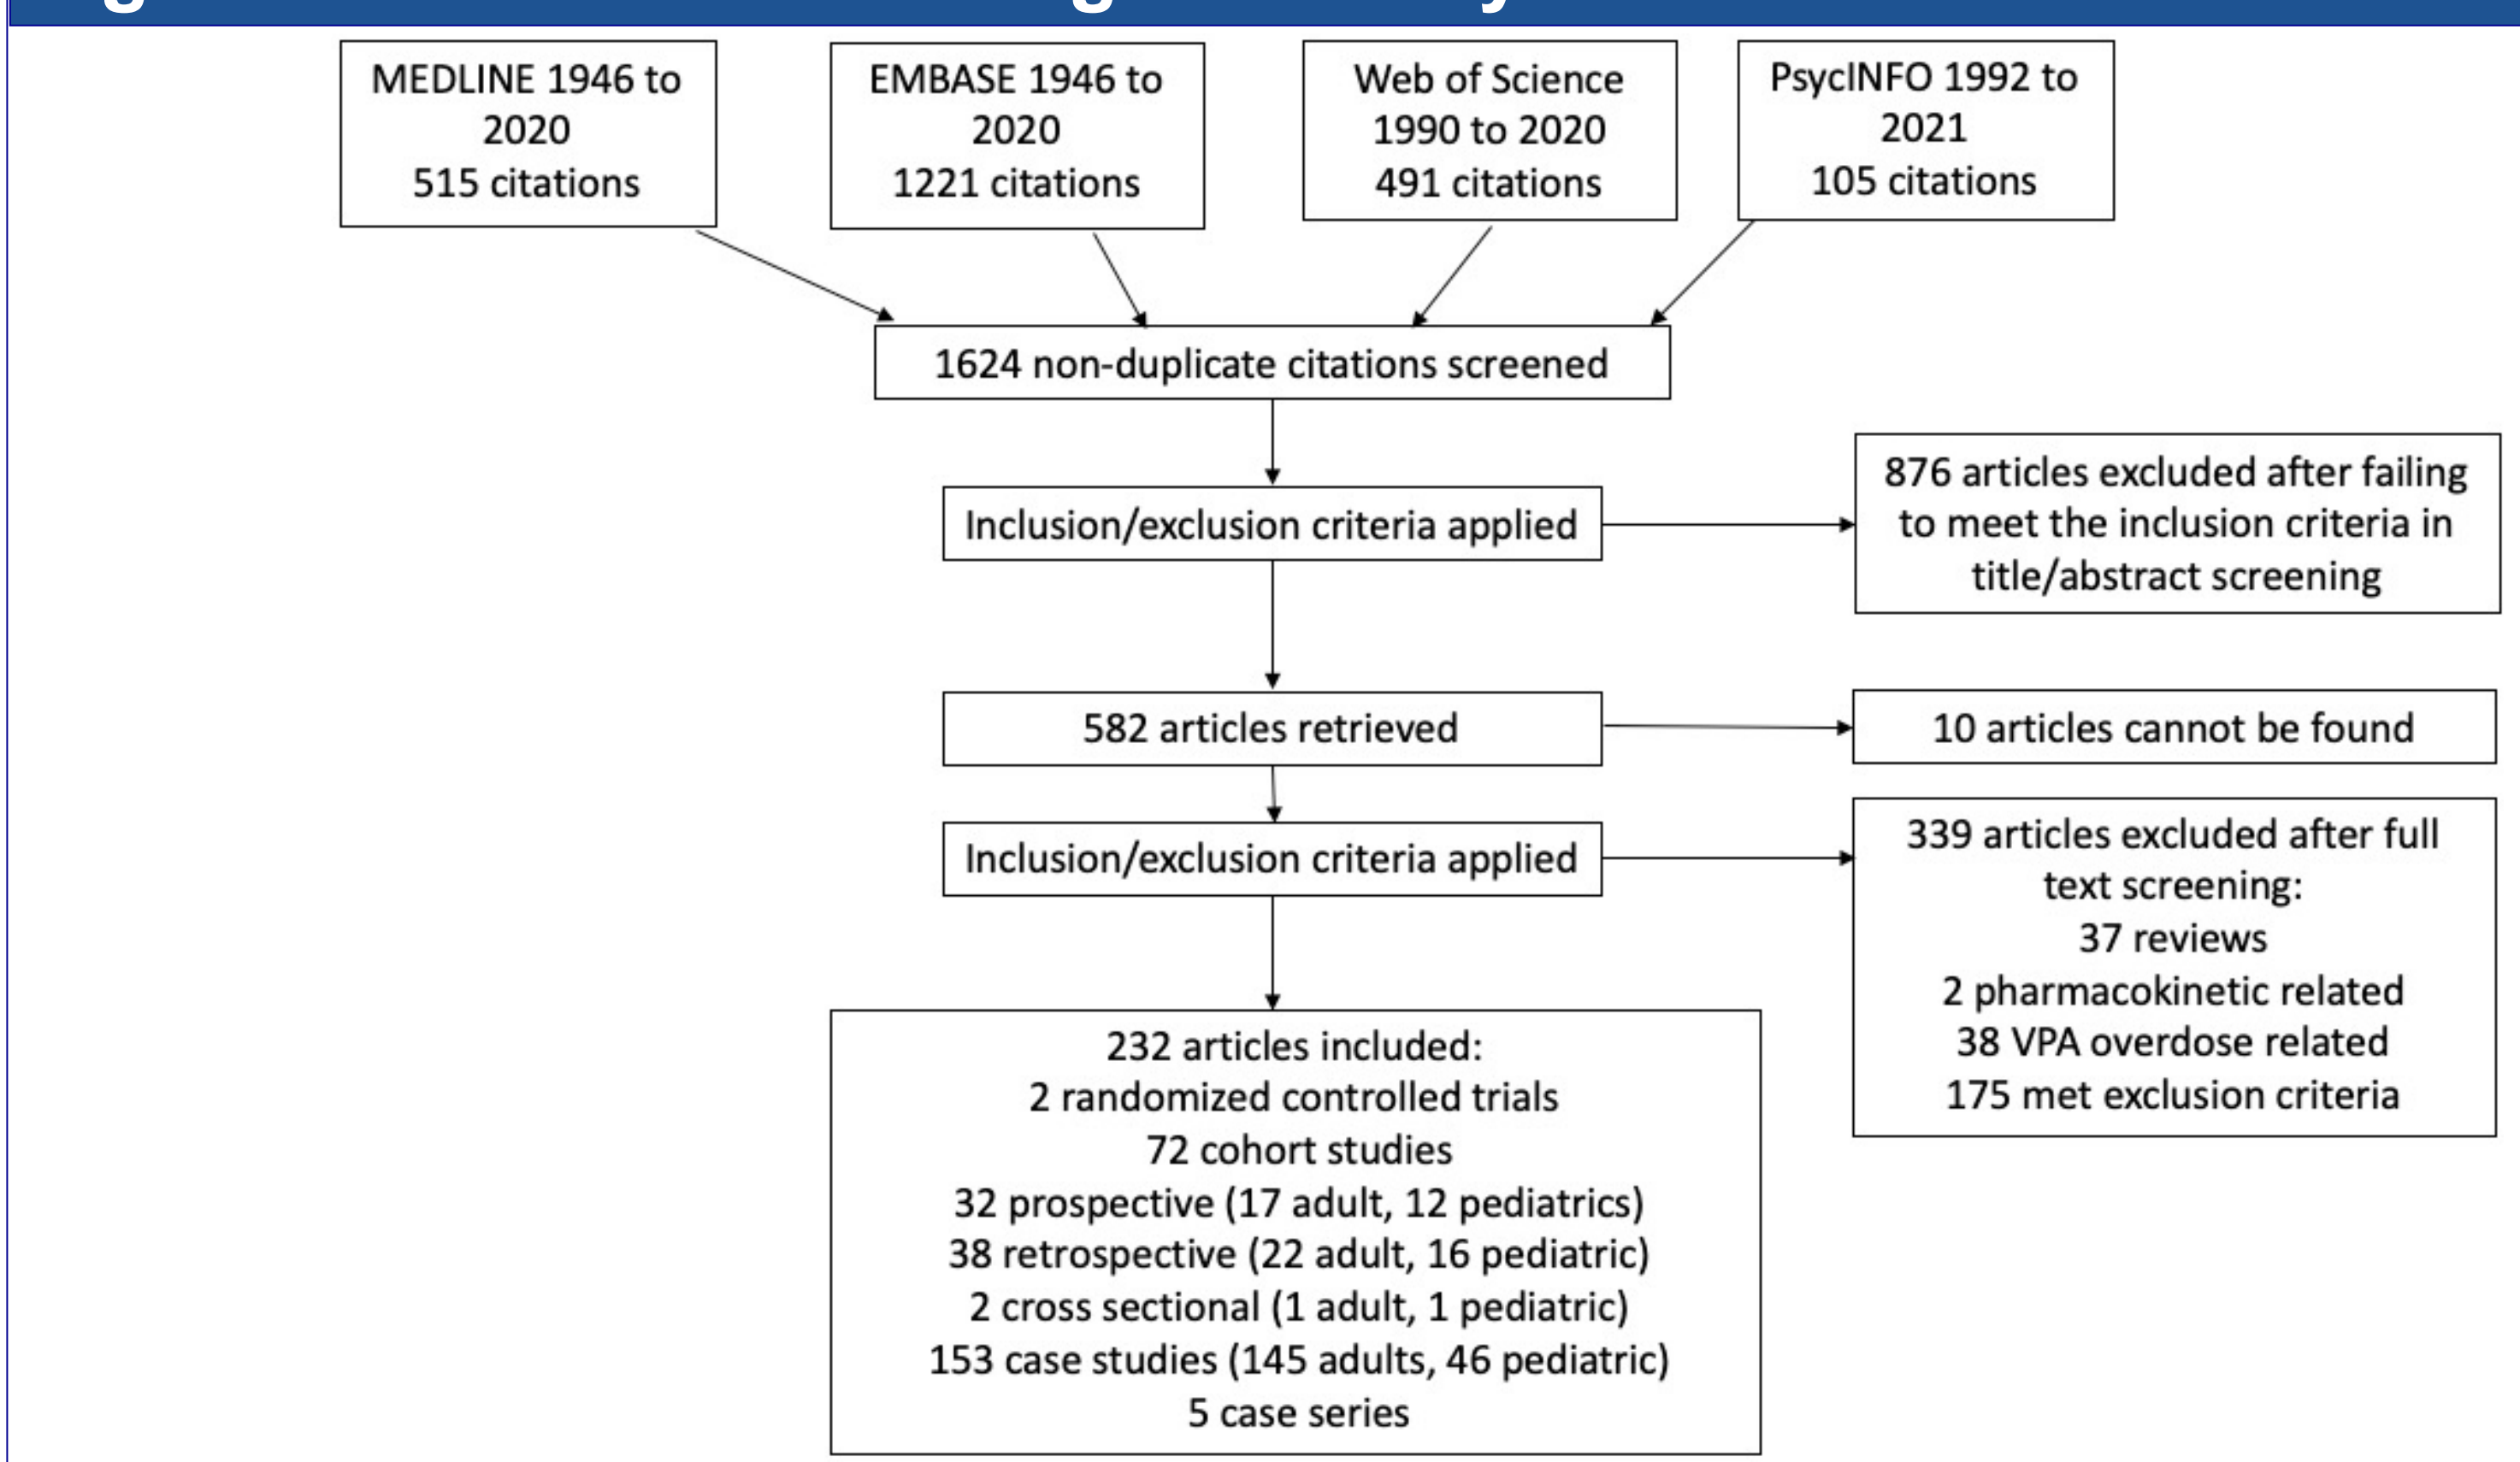 MEDLINE 1946 to
2020
515 citations
EMBASE 1946 to
2020
1221 citations
Web of Science
1990 to 2020
491 citations
PsycINFO 1992 to
2021
105 citations
1624 non-duplicate citations screened
Inclusion/exclusion criteria applied
876 articles excluded after failing
to meet the inclusion criteria in
title/abstract screening
582 articles retrieved
10 articles cannot be found
Inclusion/exclusion criteria applied
339 articles excluded after full
text screening:
37 reviews
2 pharmacokinetic related
38 VPA overdose related
175 met exclusion criteria
232 articles included:
2 randomized controlled trials
72 cohort studies
32 prospective (17 adult, 12 pediatrics)
38 retrospective (22 adult, 16 pediatric)
2 cross sectional (1 adult, 1 pediatric)
153 case studies (145 adults, 46 pediatric)
5 case series